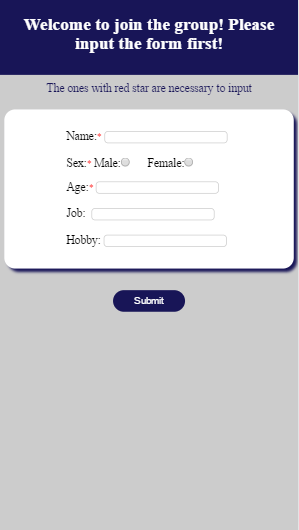 Welcome to join the group! Please
input the form first!
The ones with red star are necessary to input
Name:*
Sex:* Male: Female:
Age:*
Job:
Hobby:
Submit